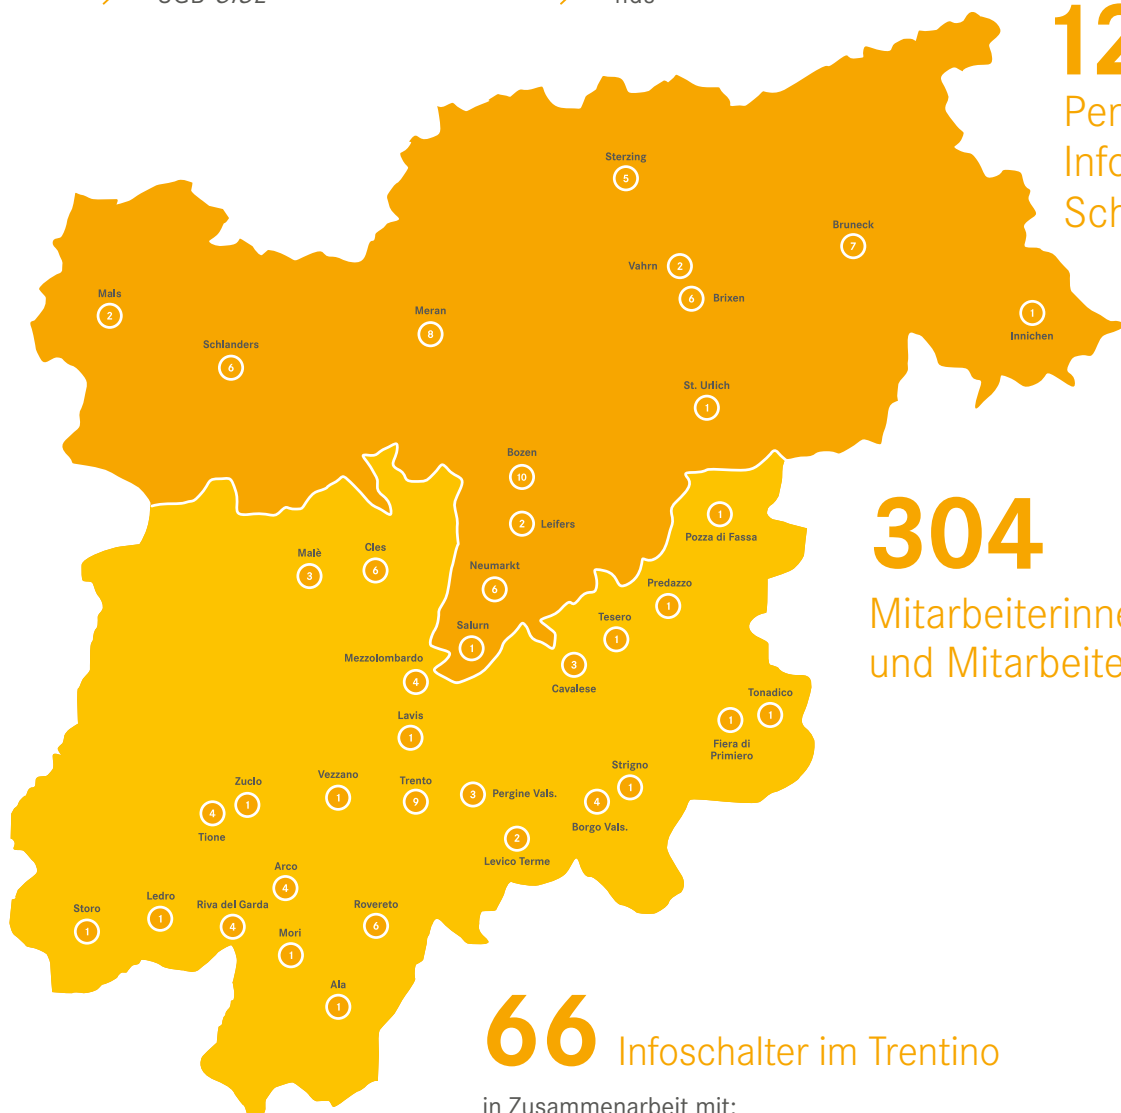 12
Sterzing
5
Bruneck
7
Vahrn
2
6
Brixen
Mals
2
Meran
8
1
Innichen
Schlanders
6
St. Urlich
1
Bozen
10
2
Leifers
1
Pozza di Fassa
304
Mitarbeiterinne
und Mitarbeite
Malè
3
Cles
6
Neumarkt
6
Predazzo
1
Tesero
1
Salurn
1
Mezzolombardo
4
3
Cavalese
Tonadico
1
1
Fiera di
Primiero
Lavis
1
Strigno
1
Vezzano
1
Trento
9
3
Pergine Vals.
4
Borgo Vals.
Zuclo
1
4
Tione
2
Levico Terme
Arco
4
Storo
1
Ledro
1
Riva del Garda
4
Rovereto
6
Mori
1
Ala
1
66 Infoschalter im Trentino
in Zusammenarbeit mit: